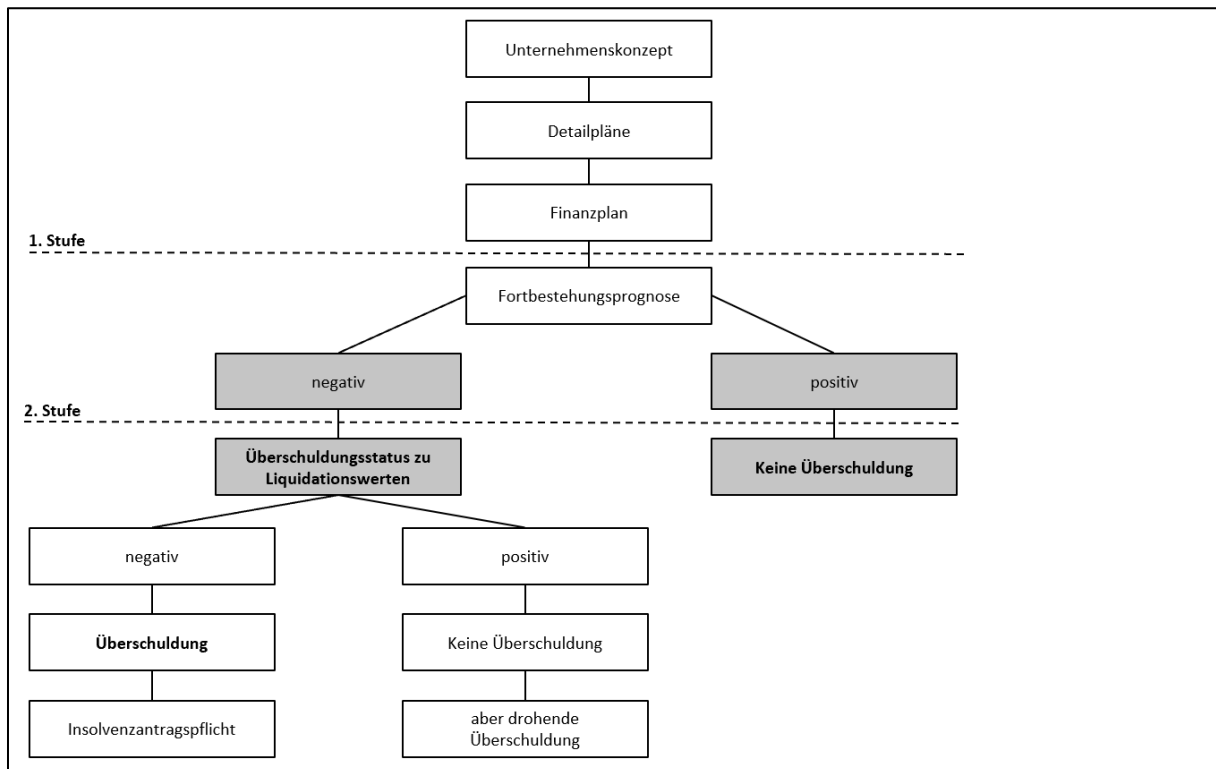 Unternehmenskonzept
Detailpläne
Finanzplan
1. Stufe
Fortbestehungsprognose
negativ
positiv
2. Stufe
Überschuldungsstatus zu
Liquidationswerten
Keine Überschuldung
negativ
positiv
Überschuldung
Keine Überschuldung
Insolvenzantragspflicht
aber drohende
Überschuldung